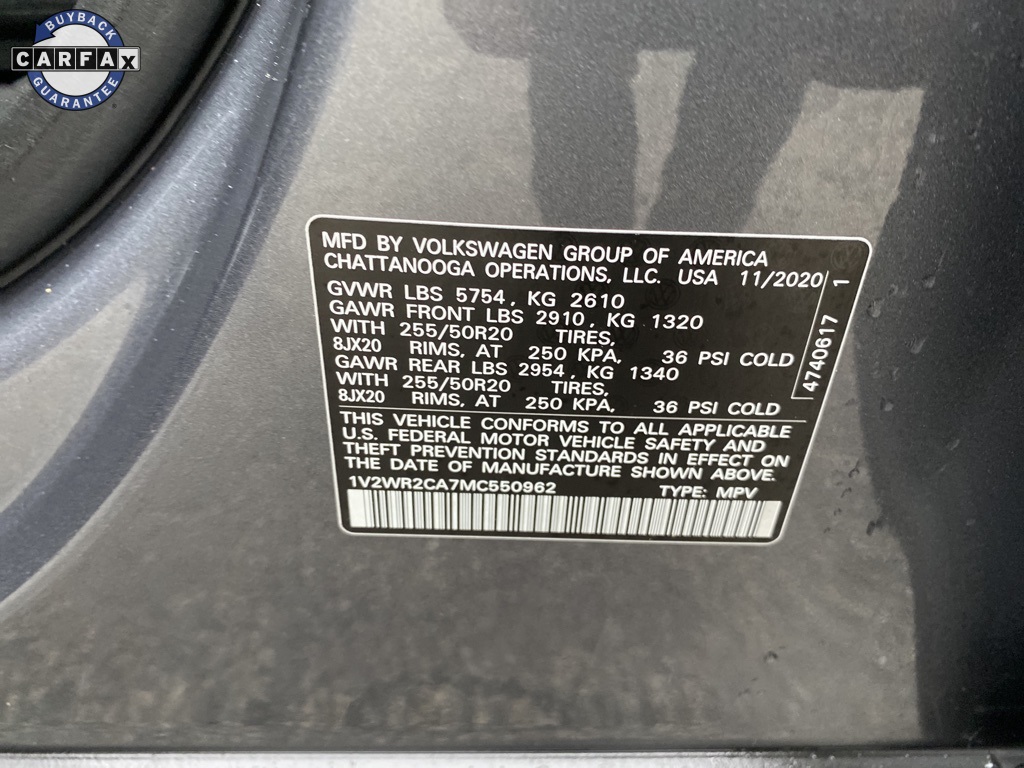 BUYBACK
CARFAX
GUARANTEE
MFD BY VOLKSWAGEN GROUP OF AMERICA
CHATTANOOGA OPERATIONS, LLC. USA 11/2020
GVWR LBS 5754, KG 2610
GAWR FRONT LBS 2910, KG 1320
WITH 255/50R20 TIRES,
8JX20 RIMS, AT 250 KPA, 36 PSI COLD
GAWR REAR LBS 2954, KG 1340
WITH 255/50R20 TIRES,
8JX20 RIMS, AT 250 KPA, 36 PSI COLD
4740617 1
THIS VEHICLE CONFORMS TO ALL APPLICABLE
U.S. FEDERAL MOTOR VEHICLE SAFETY AND
THEFT PREVENTION STANDARDS IN EFFECT ON
THE DATE OF MANUFACTURE SHOWN ABOVE.
1V2WR2CA7MC550962 TYPE: MPV